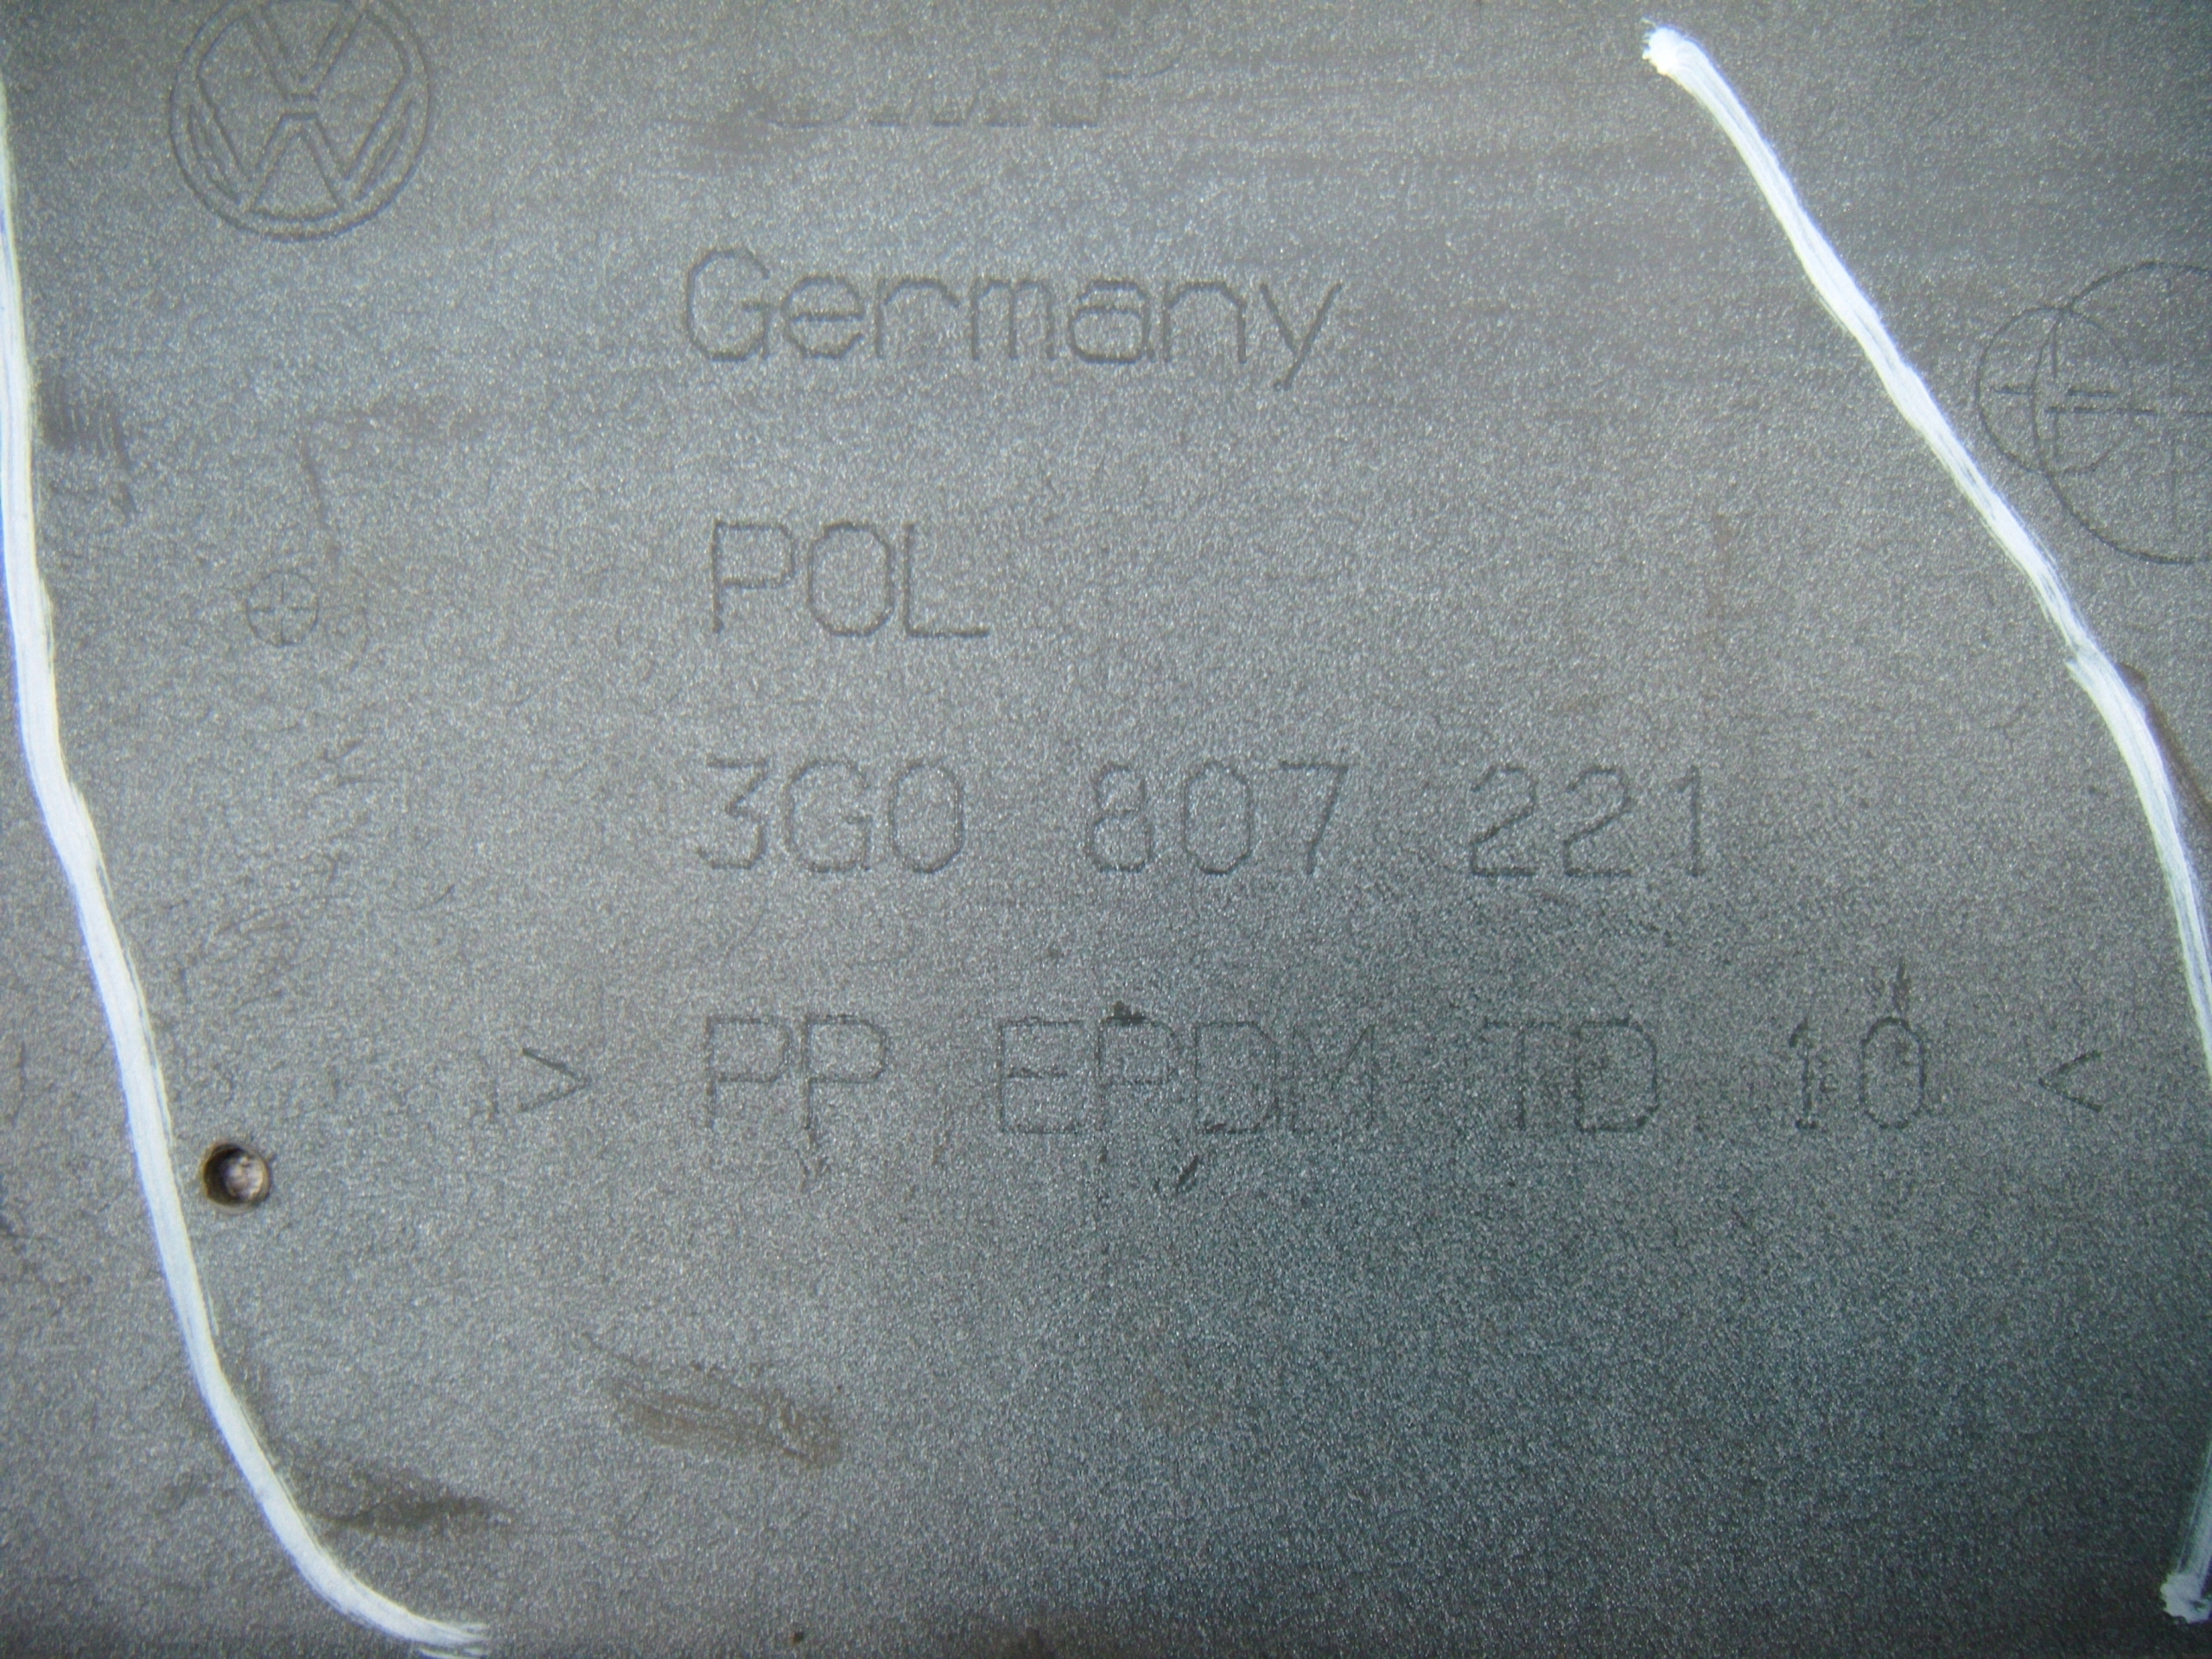 Germany
POL
3G0 807 221
> PP EPDM TD 10 <